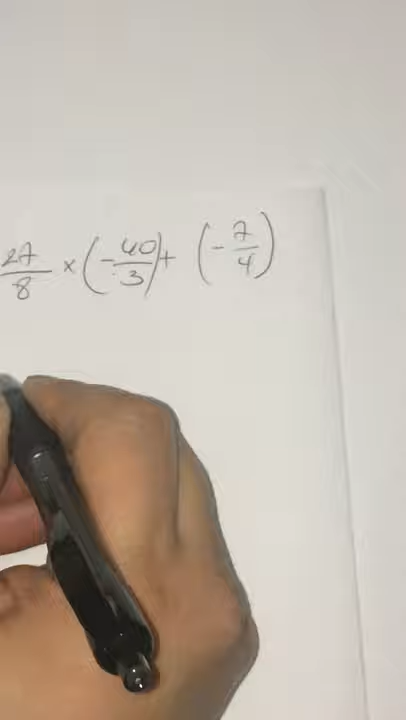 27/8 × (-40/3) + (-7/4)